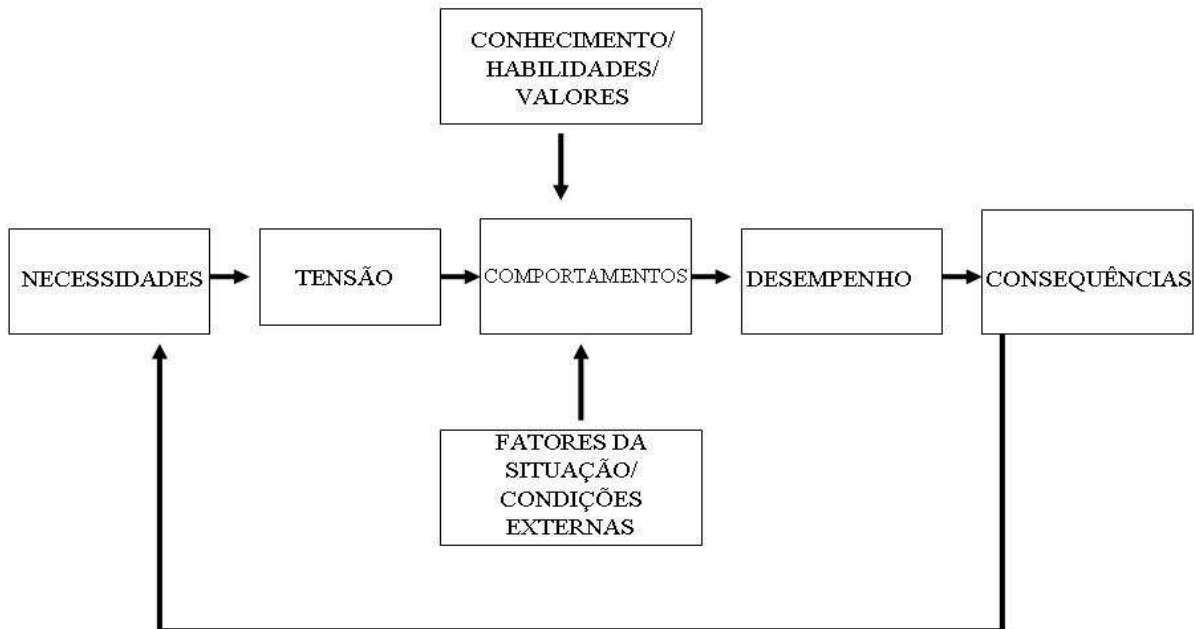 CONHECIMENTO/
HABILIDADES/
VALORES
NECESSIDADES
TENSÃO
COMPORTAMENTOS
DESEMPENHO
CONSEQUÊNCIAS
FATORES DA
SITUAÇÃO/
CONDIÇÕES
EXTERNAS